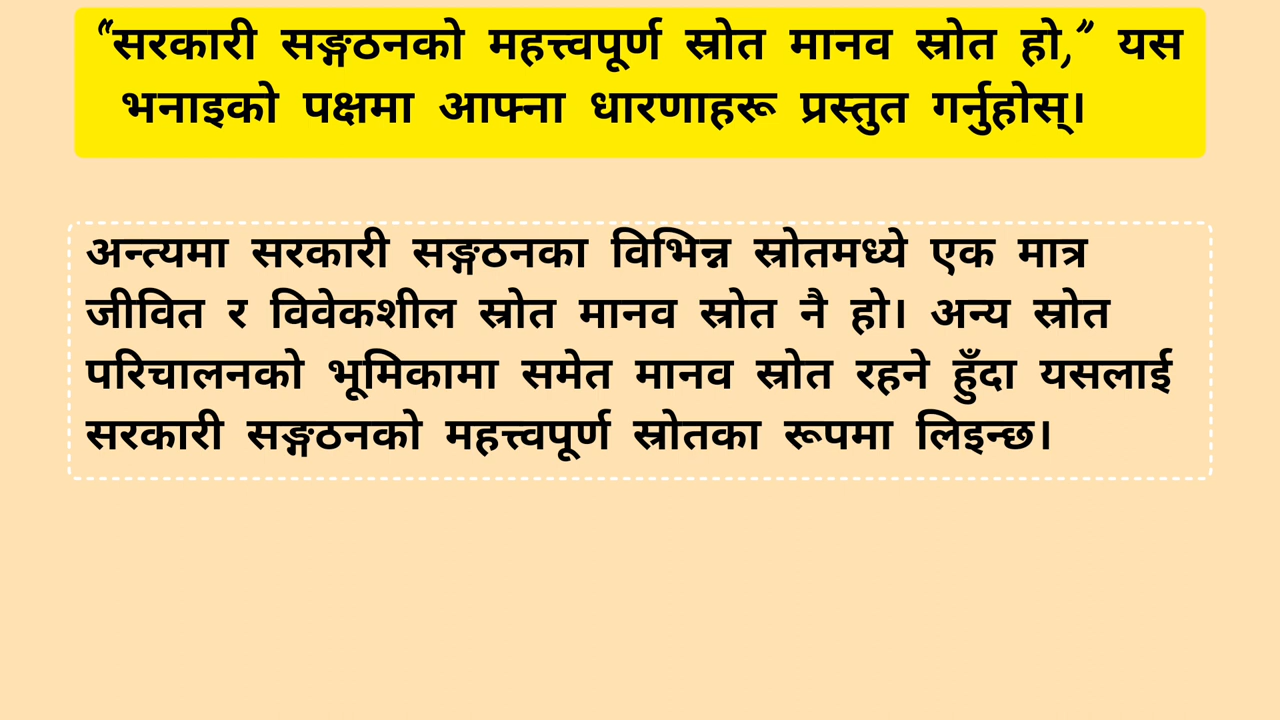 “सरकारी सङ्गठनको महत्त्वपूर्ण स्रोत मानव स्रोत हो,” यस
भनाइको पक्षमा आफ्ना धारणाहरू प्रस्तुत गर्नुहोस्।
अन्त्यमा सरकारी सङ्गठनका विभिन्न स्रोतमध्ये एक मात्र
जीवित र विवेकशील स्रोत मानव स्रोत नै हो। अन्य स्रोत
परिचालनको भूमिकामा समेत मानव स्रोत रहने हुँदा यसलाई
सरकारी सङ्गठनको महत्त्वपूर्ण स्रोतका रूपमा लिइन्छ।